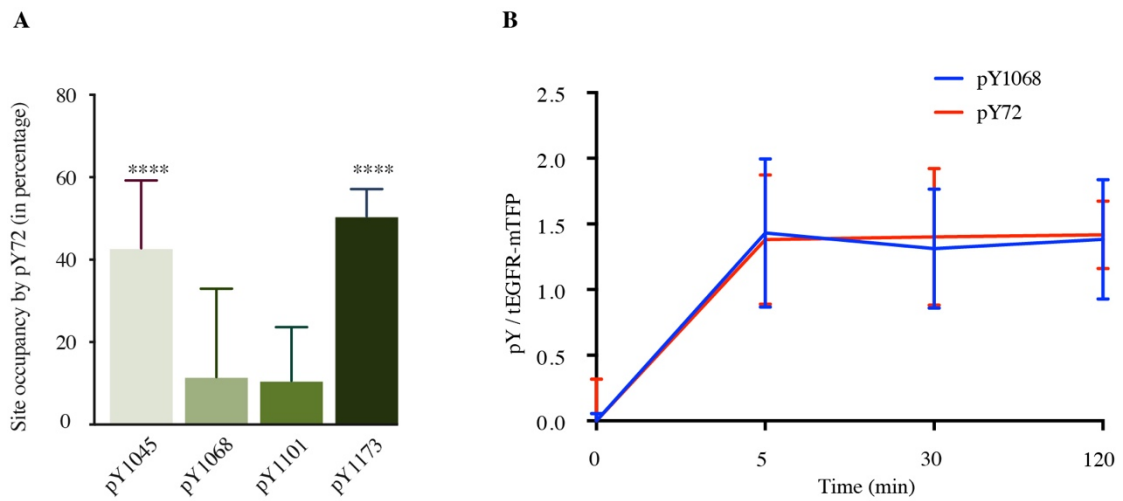 A
B
Site occupancy by pY72 (in percentage)
80
60
40
20
0
****
****
pY1045
pY1068
pY1101
pY1173
pY1068
pY72
pY / tEGFR-mTFP
2.5
2.0
1.5
1.0
0.5
0.0
0
5
30
120
Time (min)